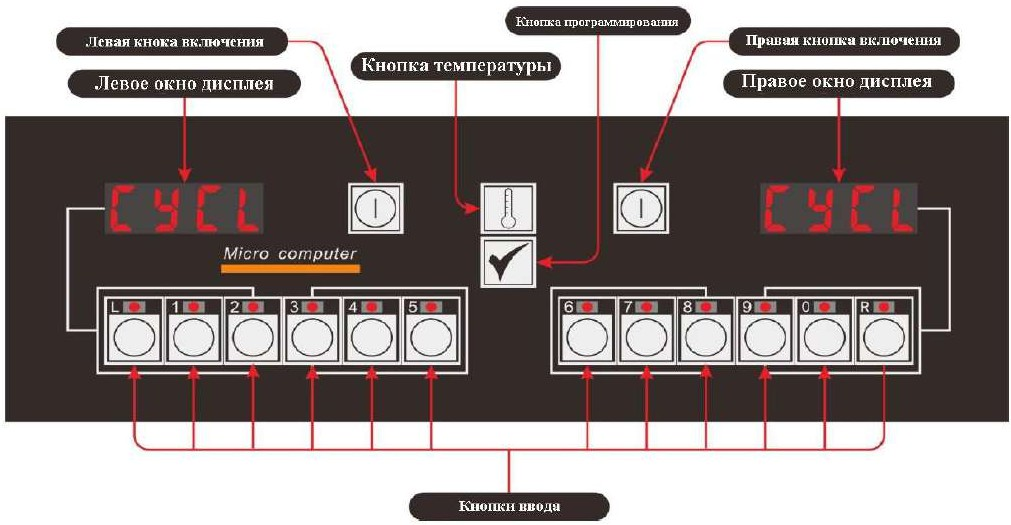 Кнопка программирования
Левая кнока включения
Правая кнопка включения
Кнопка температуры
Левое окно дисплея
Правое окно дисплея
CYCL
CYCL
Micro computer
L 1 2 3 4 5
6 7 8 9 0 R
Кнопки ввода